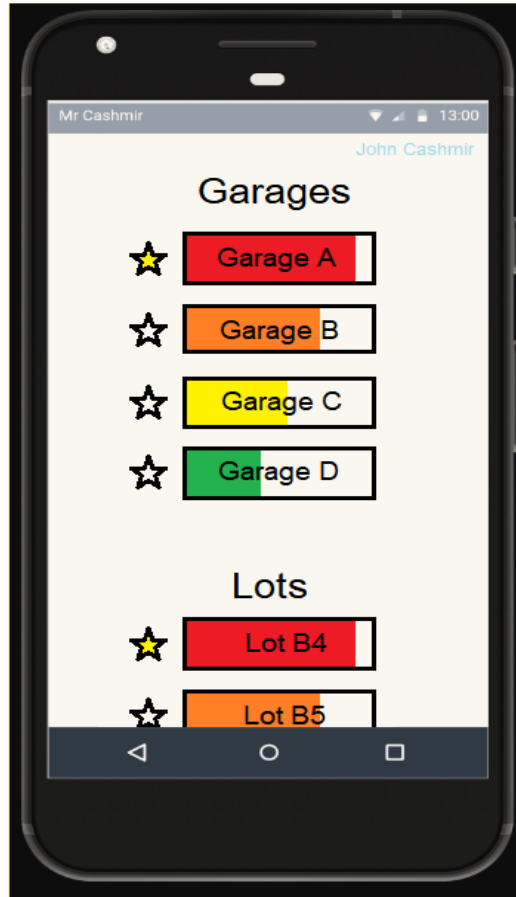 Mr Cashmir 13:00
John Cashmir
Garages
Garage A
Garage B
Garage C
Garage D
Lots
Lot B4
Lot B5